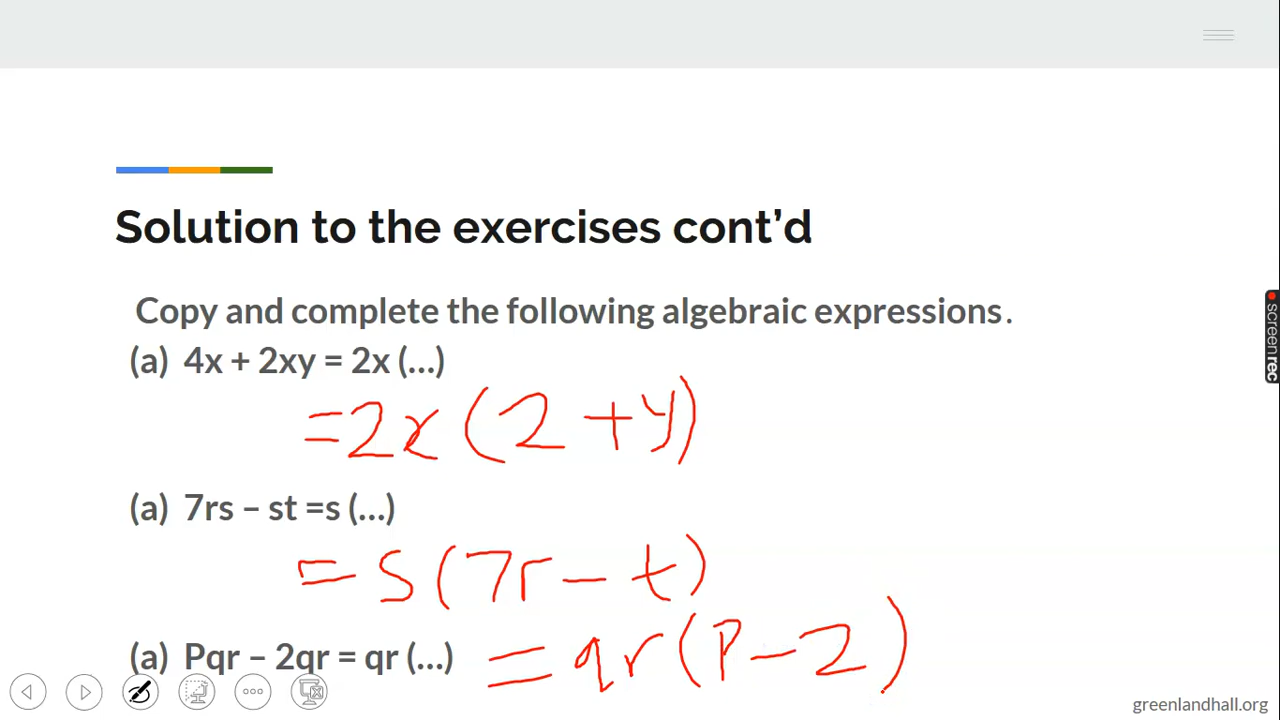 Solution to the exercises cont’d
Copy and complete the following algebraic expressions.
(a) 4x + 2xy = 2x (...)
=2x(2+y)
(a) 7rs – st =s (...)
=s(7r-t)
(a) Pqr – 2qr = qr (...) =qr(P-2)
greenlandhall.org
screenrec